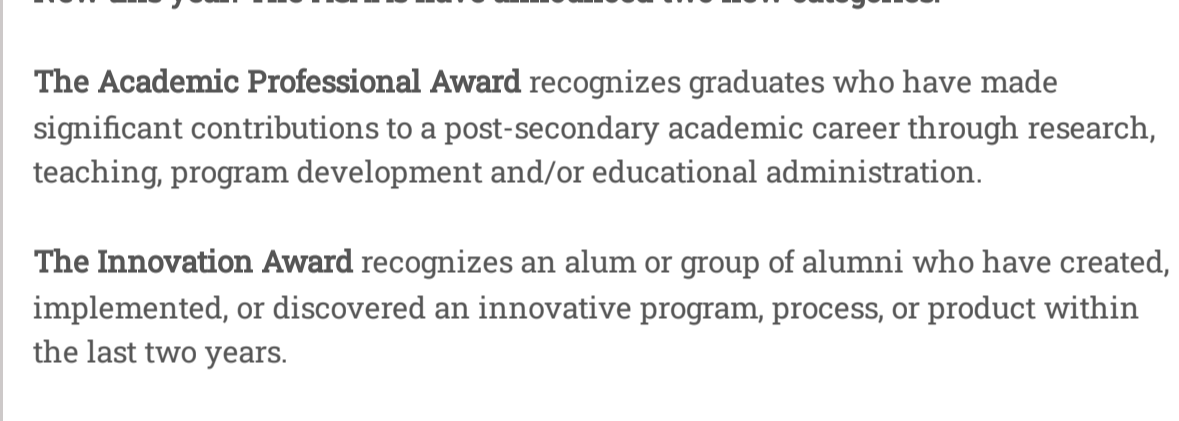 The Academic Professional Award recognizes graduates who have made
significant contributions to a post-secondary academic career through research,
teaching, program development and/or educational administration.
The Innovation Award recognizes an alum or group of alumni who have created,
implemented, or discovered an innovative program, process, or product within
the last two years.